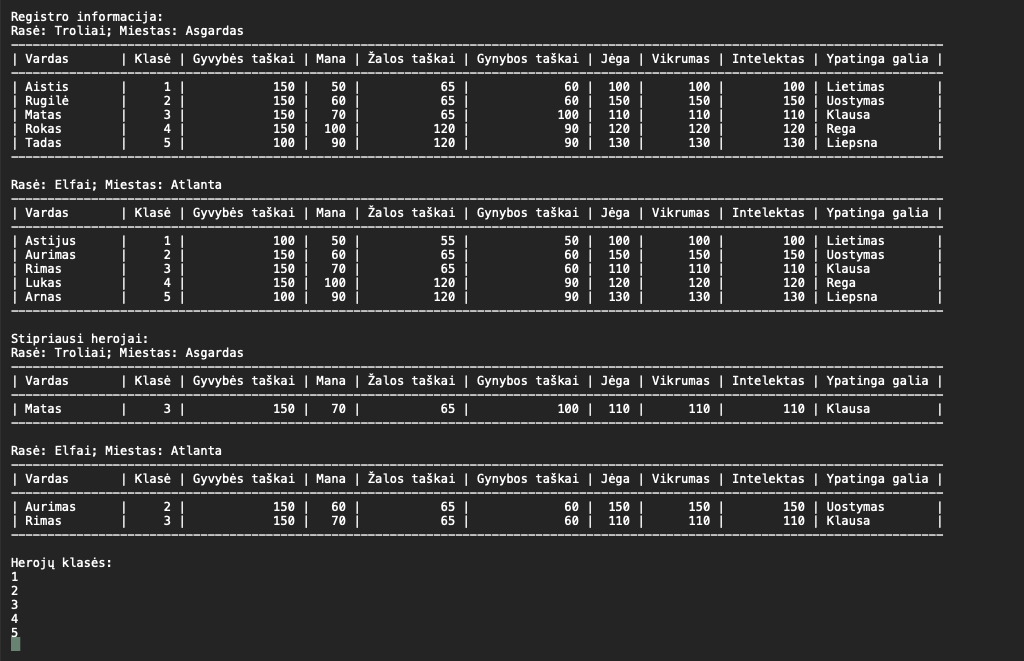 Registro informacija:
Rasė: Troliai; Miestas: Asgardas
| Vardas | Klasė | Gyvybės taškai | Mana | Žalos taškai | Gynybos taškai | Jėga | Vikrumas | Intelektas | Ypatinga galia |
| Aistis | 1 | 150 | 50 | 65 | 60 | 100 | 100 | 100 | Lietimas |
| Rugilė | 2 | 150 | 60 | 65 | 60 | 150 | 150 | 150 | Uostymas |
| Matas | 3 | 150 | 70 | 65 | 100 | 110 | 110 | 110 | Klausa |
| Rokas | 4 | 150 | 100 | 120 | 90 | 120 | 120 | 120 | Rega |
| Tadas | 5 | 100 | 90 | 120 | 90 | 130 | 130 | 130 | Liepsna |
Rasė: Elfai; Miestas: Atlanta
| Vardas | Klasė | Gyvybės taškai | Mana | Žalos taškai | Gynybos taškai | Jėga | Vikrumas | Intelektas | Ypatinga galia |
| Astijus | 1 | 100 | 50 | 55 | 50 | 100 | 100 | 100 | Lietimas |
| Aurimas | 2 | 150 | 60 | 65 | 60 | 150 | 150 | 150 | Uostymas |
| Rimas | 3 | 150 | 70 | 65 | 60 | 110 | 110 | 110 | Klausa |
| Lukas | 4 | 150 | 100 | 120 | 90 | 120 | 120 | 120 | Rega |
| Arnas | 5 | 100 | 90 | 120 | 90 | 130 | 130 | 130 | Liepsna |
Stipriausi herojai:
Rasė: Troliai; Miestas: Asgardas
| Vardas | Klasė | Gyvybės taškai | Mana | Žalos taškai | Gynybos taškai | Jėga | Vikrumas | Intelektas | Ypatinga galia |
| Matas | 3 | 150 | 70 | 65 | 100 | 110 | 110 | 110 | Klausa |
Rasė: Elfai; Miestas: Atlanta
| Vardas | Klasė | Gyvybės taškai | Mana | Žalos taškai | Gynybos taškai | Jėga | Vikrumas | Intelektas | Ypatinga galia |
| Aurimas | 2 | 150 | 60 | 65 | 60 | 150 | 150 | 150 | Uostymas |
| Rimas | 3 | 150 | 70 | 65 | 60 | 110 | 110 | 110 | Klausa |
Herojų klasės:
1
2
3
4
5